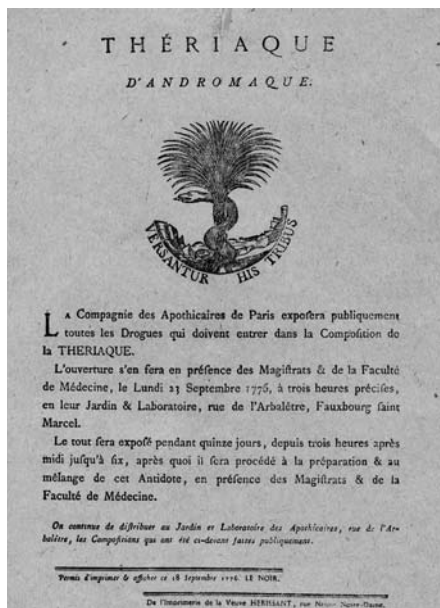 THÉRIAQUE
D'ANDROMAQUE.
VERSANTUR HIS TRIBUS
LA Compagnie des Apothicaires de Paris expoſera publiquement
toutes les Drogues qui doivent entrer dans la Compoſition de
la THERIAQUE.
L'ouverture s'en fera en préſence des Magiſtrats & de la Faculté
de Médecine, le Lundi 23 Septembre 1776, à trois heures préciſes,
en leur Jardin & Laboratoire, rue de l'Arbalêtre, Fauxbourg ſaint
Marcel.
Le tout ſera expoſé pendant quinze jours, depuis trois heures après
midi juſqu'à ſix, après quoi il ſera procédé à la préparation & au
mêlange de cet Antidote, en préſence des Magiſtrats & de la
Faculté de Médecine.
On continue de diſtribuer au Jardin et Laboratoire des Apothicaires, rue de l'Ar-
balêtre, les Compoſitions qui ont été ci-devant faites publiquement.
Permis d'imprimer & afficher ce 18 Septembre 1776. LE NOIR.
De l'Imprimerie de la Veuve HERISSANT, rue Neuve Notre-Dame.